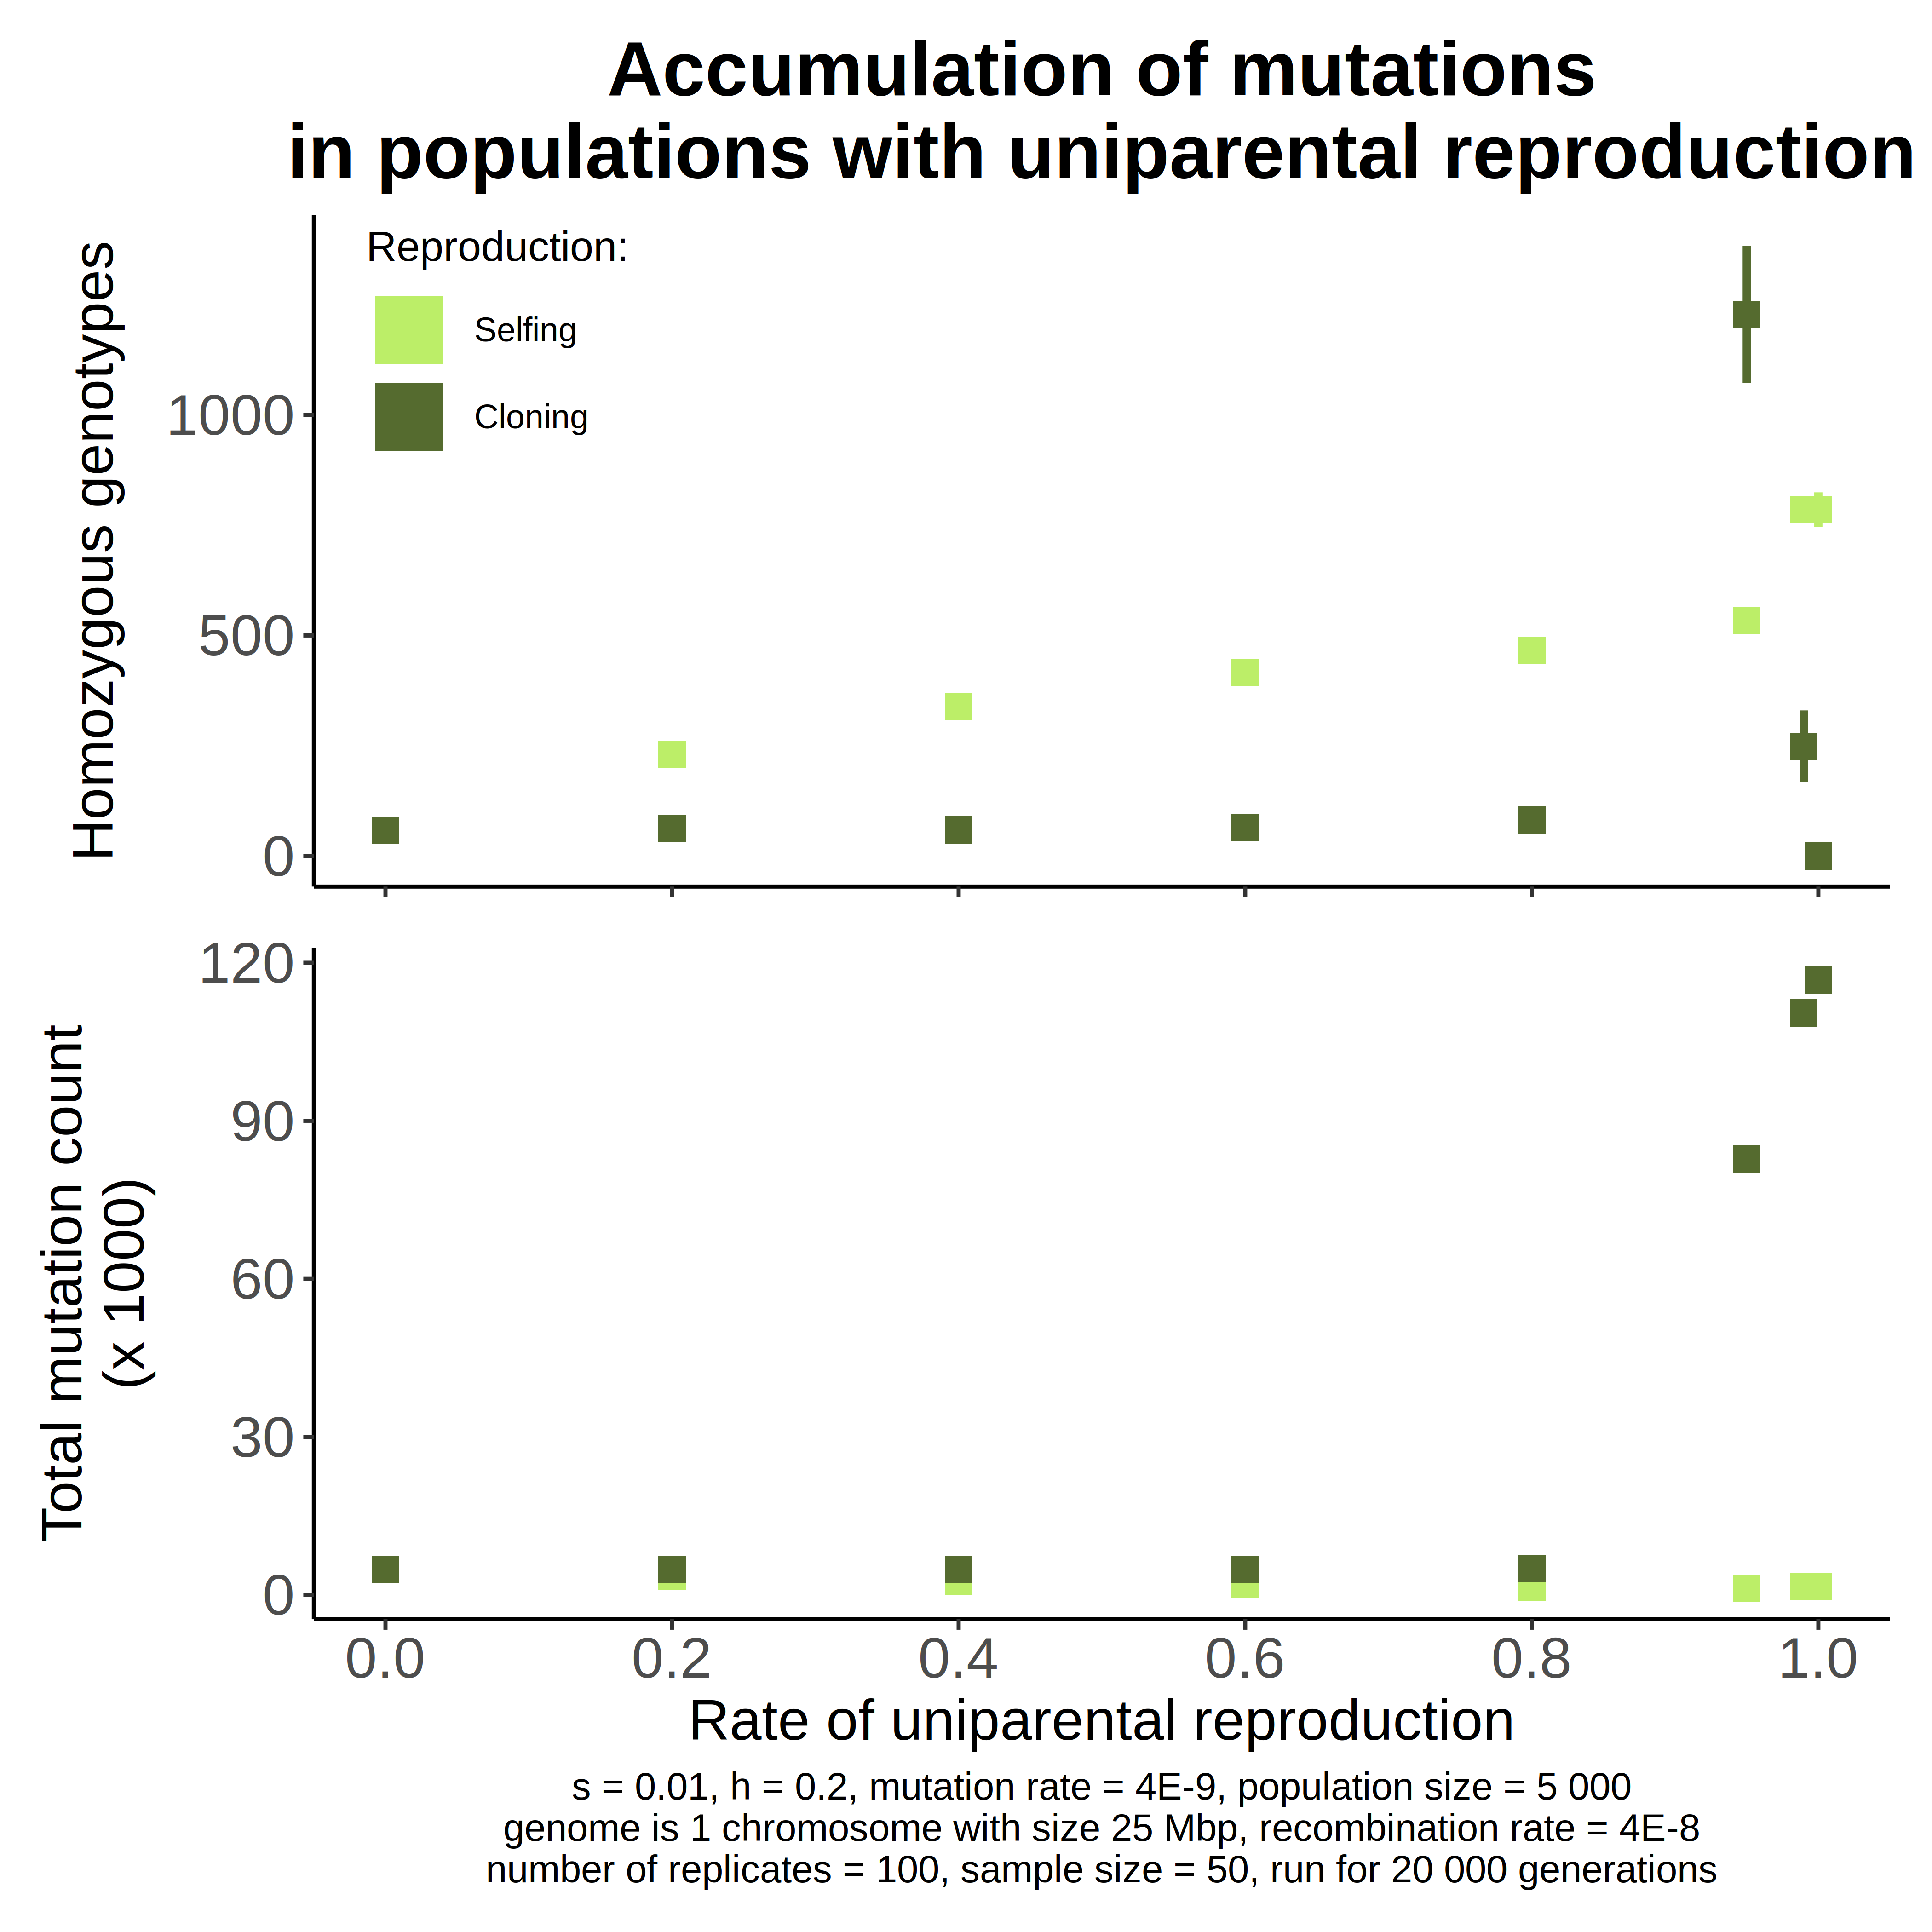 Accumulation of mutations
in populations with uniparental reproduction
Homozygous genotypes
Reproduction:
Selfing
Cloning
1000
500
0
Total mutation count
(x 1000)
120
90
60
30
0
0.0 0.2 0.4 0.6 0.8 1.0
Rate of uniparental reproduction
s = 0.01, h = 0.2, mutation rate = 4E-9, population size = 5 000
genome is 1 chromosome with size 25 Mbp, recombination rate = 4E-8
number of replicates = 100, sample size = 50, run for 20 000 generations